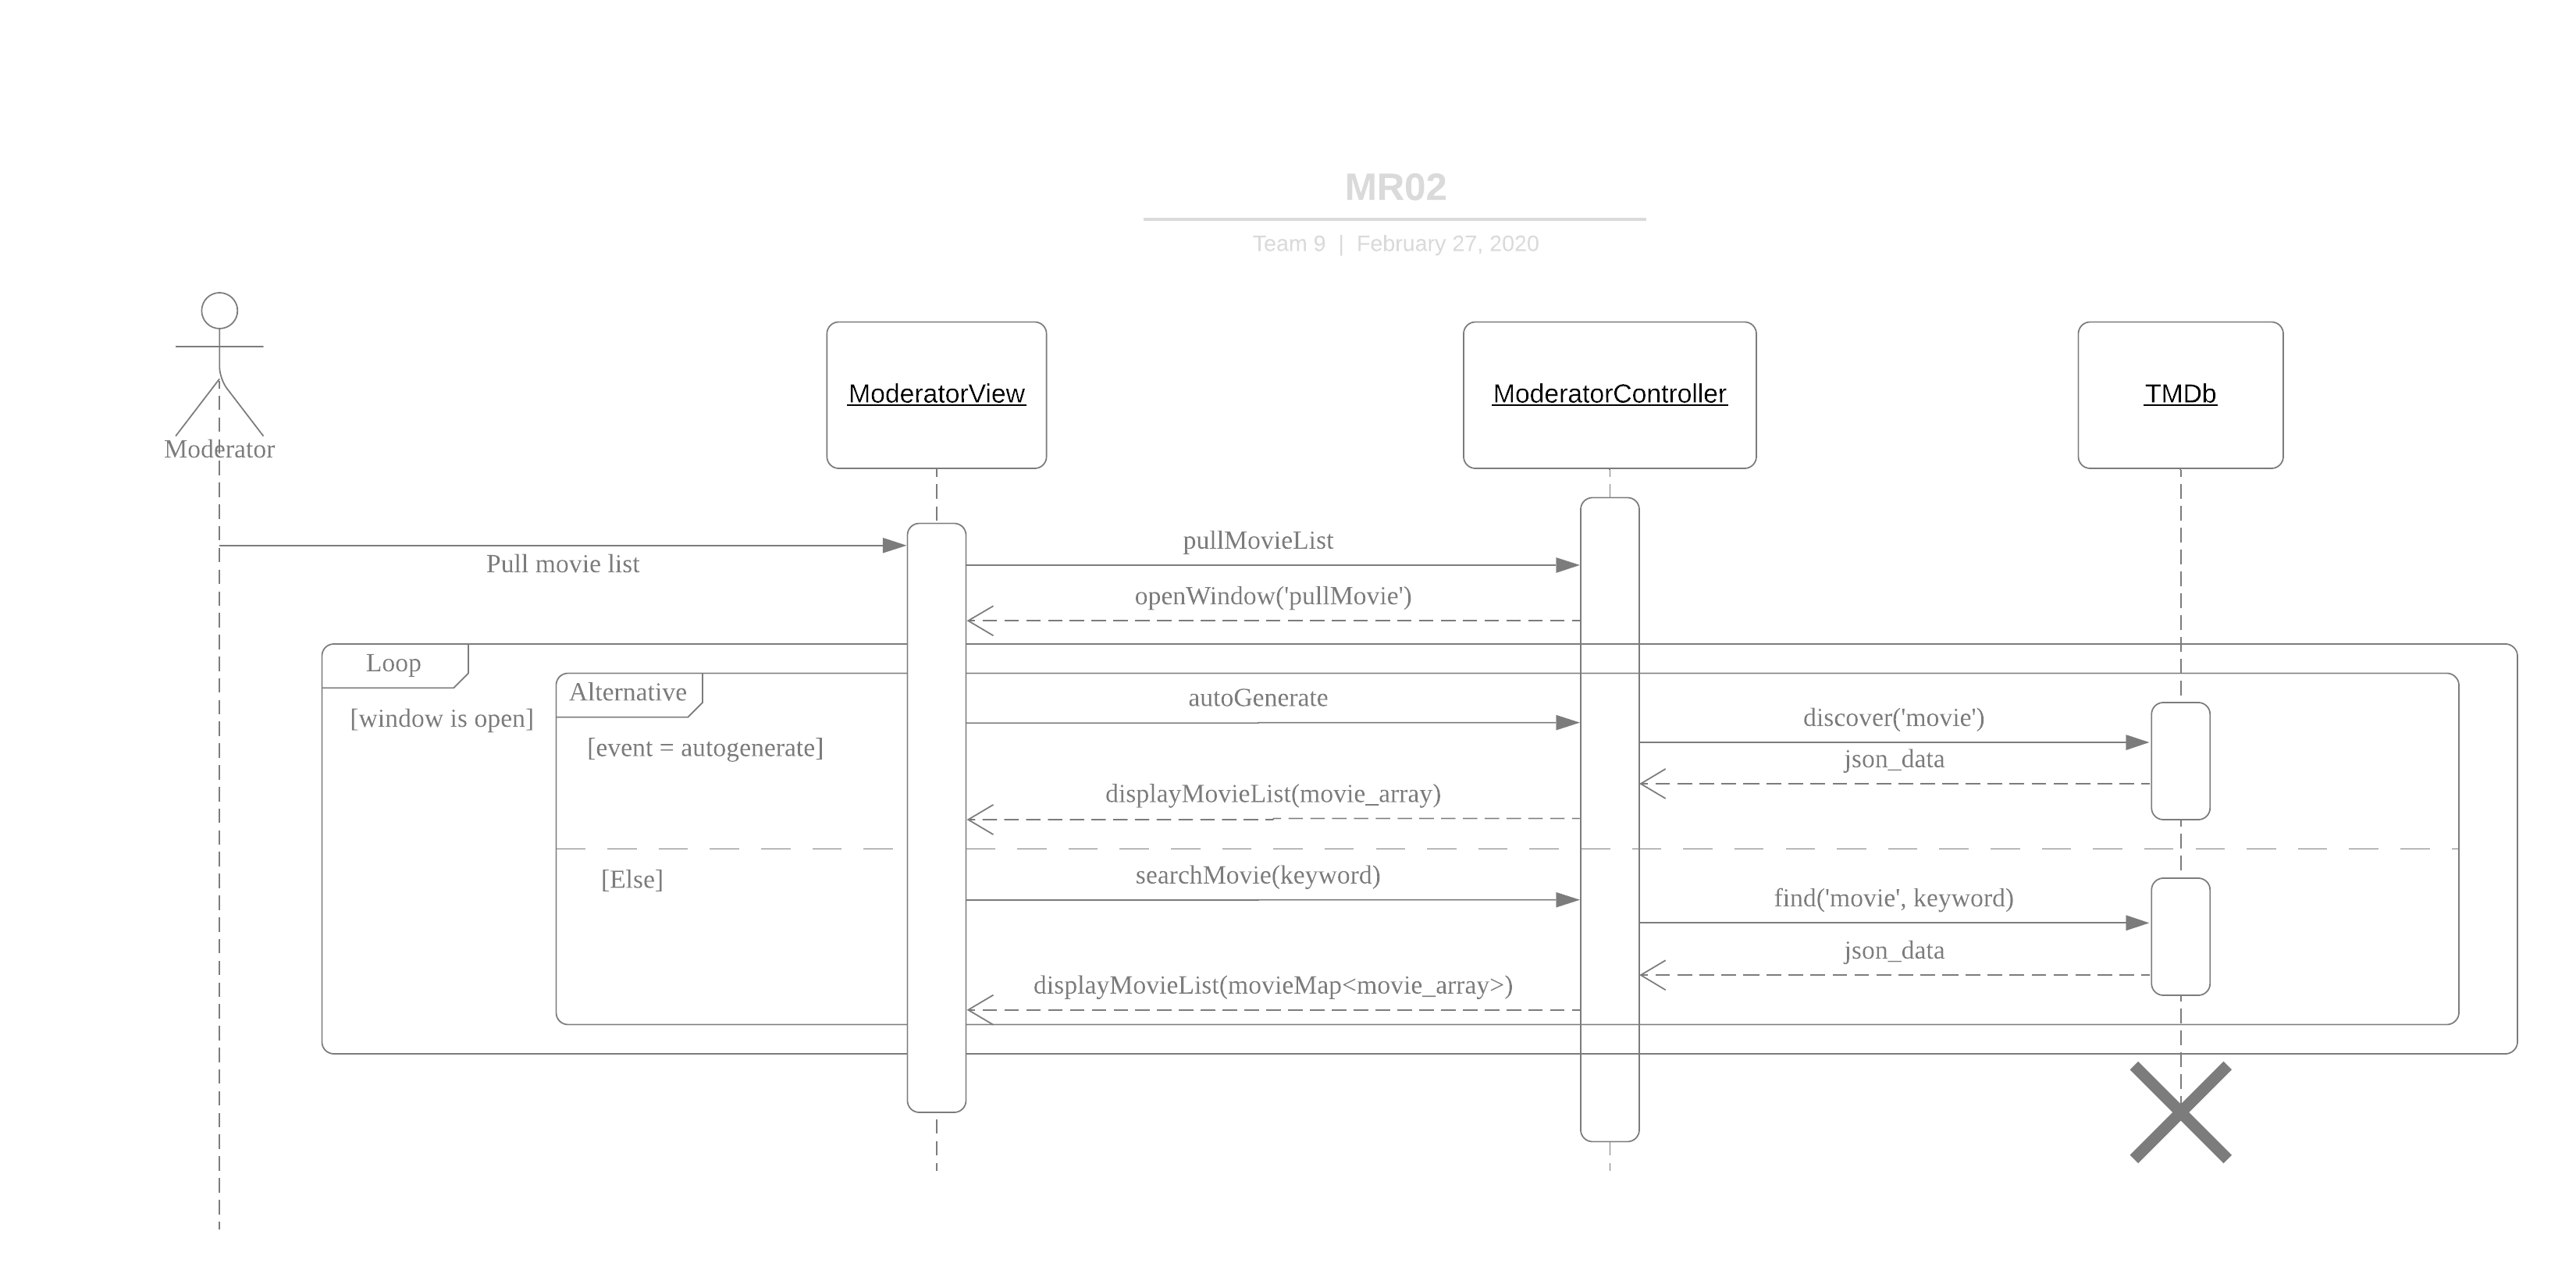 MR02
Team 9 | February 27, 2020
Moderator
ModeratorView
ModeratorController
TMDb
Pull movie list
pullMovieList
openWindow('pullMovie')
Loop
[window is open]
Alternative
[event = autogenerate]
autoGenerate
discover('movie')
json_data
displayMovieList(movie_array)
[Else]
searchMovie(keyword)
find('movie', keyword)
json_data
displayMovieList(movieMap<movie_array>)